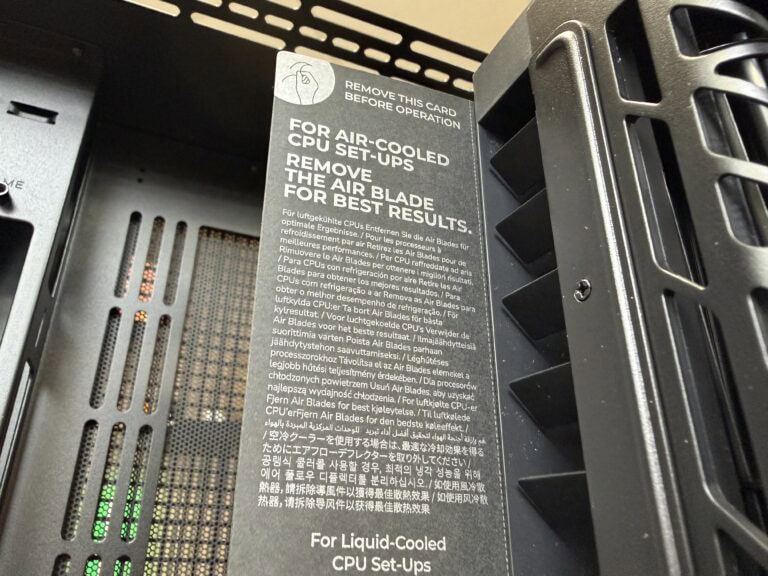 REMOVE THIS CARD
BEFORE OPERATION
FOR AIR-COOLED
CPU SET-UPS
REMOVE
THE AIR BLADE
FOR BEST RESULTS.
Für luftgekühlte CPUs Entfernen Sie die Air Blades für
optimale Ergebnisse. / Pour les processeurs à
refroidissement par air Retirez les Air Blades pour de
meilleures performances. / Per CPU raffreddate ad aria
Rimuovere le Air Blades per ottenere i migliori risultati.
/ Para CPUs con refrigeración por aire Retire las Air
Blades para obtener los mejores resultados. / Para
CPUs com refrigeração a ar Remova as Air Blades para
obter o melhor desempenho de refrigeração. / För
luftkylda CPU:er Ta bort Air Blades för bästa
kylresultat. / Voor luchtgekoelde CPU's Verwijder de
Air Blades voor het beste resultaat. / Ilmajäähdytteisiä
suorittimia varten Poista Air Blades parhaan
jäähdytystehon saavuttamiseksi. / Léghűtéses
processzorokhoz Távolítsa el az Air Blades elemeket a
legjobb hűtési teljesítmény érdekében. / Dla procesorów
chłodzonych powietrzem Usuń Air Blades, aby uzyskać
najlepszą wydajność chłodzenia. / For luftkjølte CPU-er
Fjern Air Blades for best kjøleytelse. / Til luftkølede
CPU'erFjern Air Blades for den bedste køleeffekt. /
للوحدات المركزية المبردة بالهواء
/ 空冷クーラーを使用する場合は、最適な冷却効果を得る
ためにエアフローデフレクターを取り外してください /
공랭식 쿨러를 사용할 경우, 최적의 냉각 성능을 위해
에어 플로우 디플렉터를 분리하십시오. / 如使用風冷散
熱器，請拆除導風件以獲得最佳散熱效果 / 如使用风冷散
热器，请拆除导风件以获得最佳散热效果
For Liquid-Cooled
CPU Set-Ups
ME